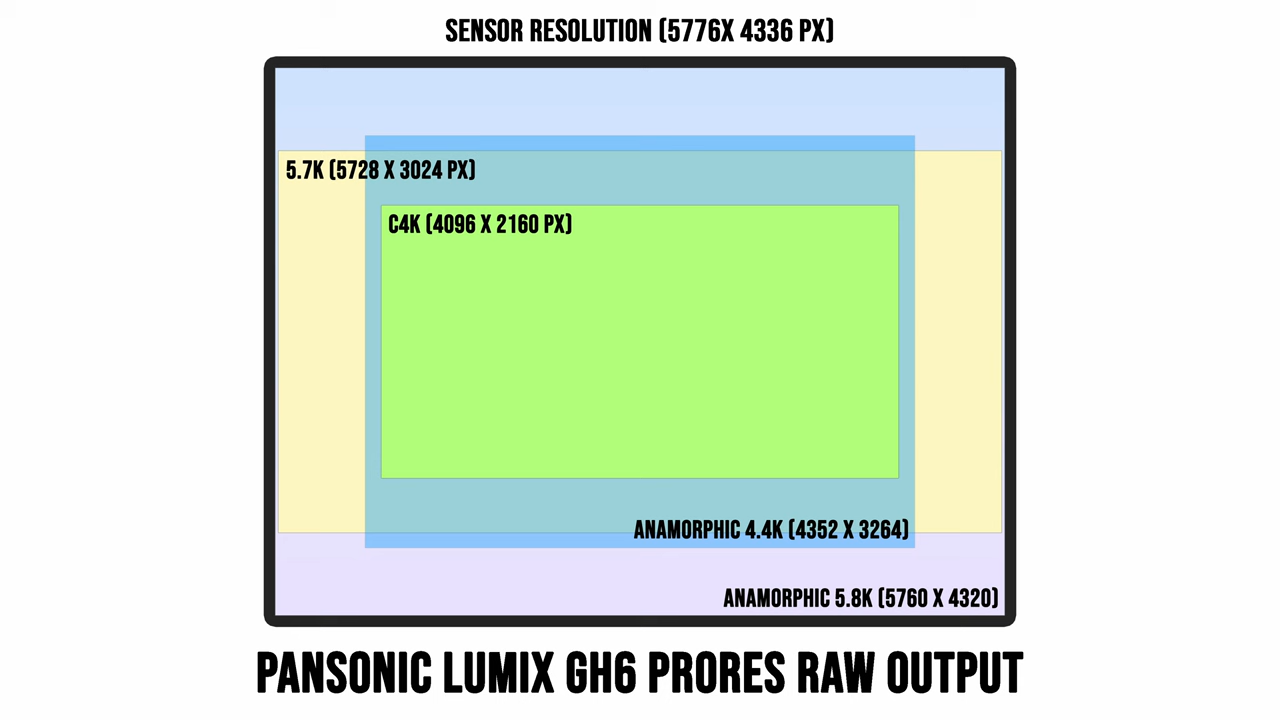 SENSOR RESOLUTION (5776X 4336 PX)
5.7K (5728 X 3024 PX)
C4K (4096 X 2160 PX)
ANAMORPHIC 4.4K (4352 X 3264)
ANAMORPHIC 5.8K (5760 X 4320)
PANSONIC LUMIX GH6 PRORES RAW OUTPUT